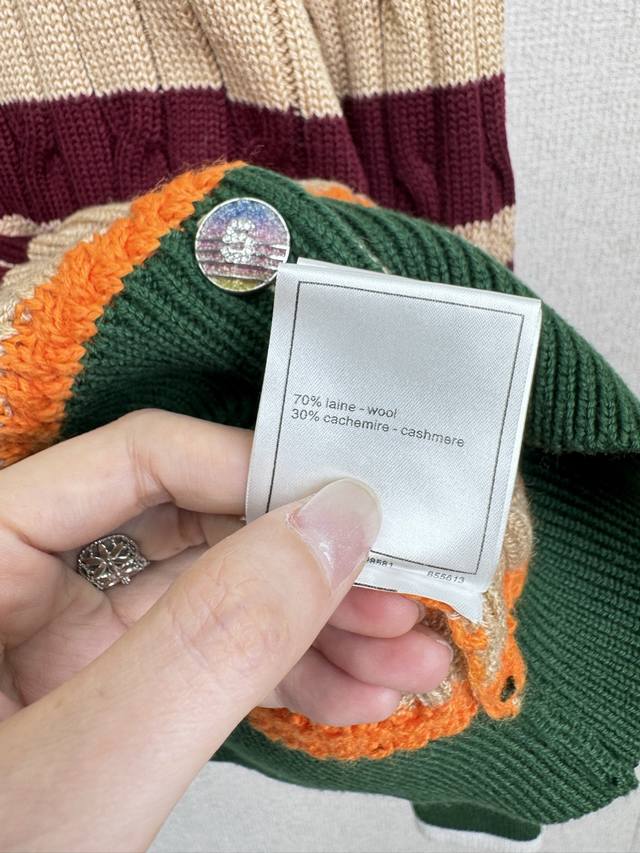 70% laine - wool
30% cachemire - cashmere